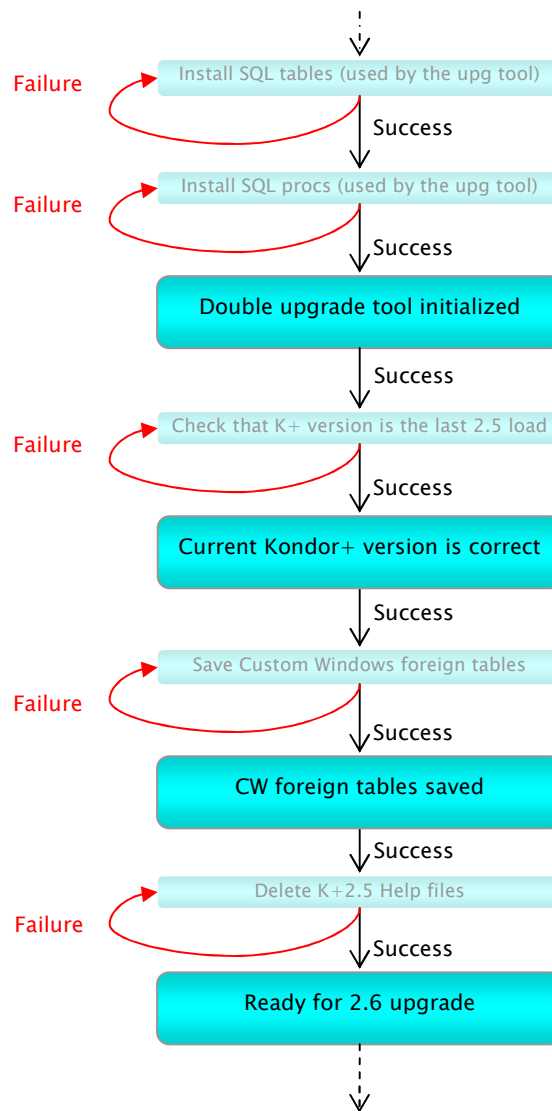 Install SQL tables (used by the upg tool)
Failure
Success
Install SQL procs (used by the upg tool)
Failure
Success
Double upgrade tool initialized
Success
Check that K+ version is the last 2.5 load
Failure
Success
Current Kondor+ version is correct
Success
Save Custom Windows foreign tables
Failure
Success
CW foreign tables saved
Success
Delete K+2.5 Help files
Failure
Success
Ready for 2.6 upgrade